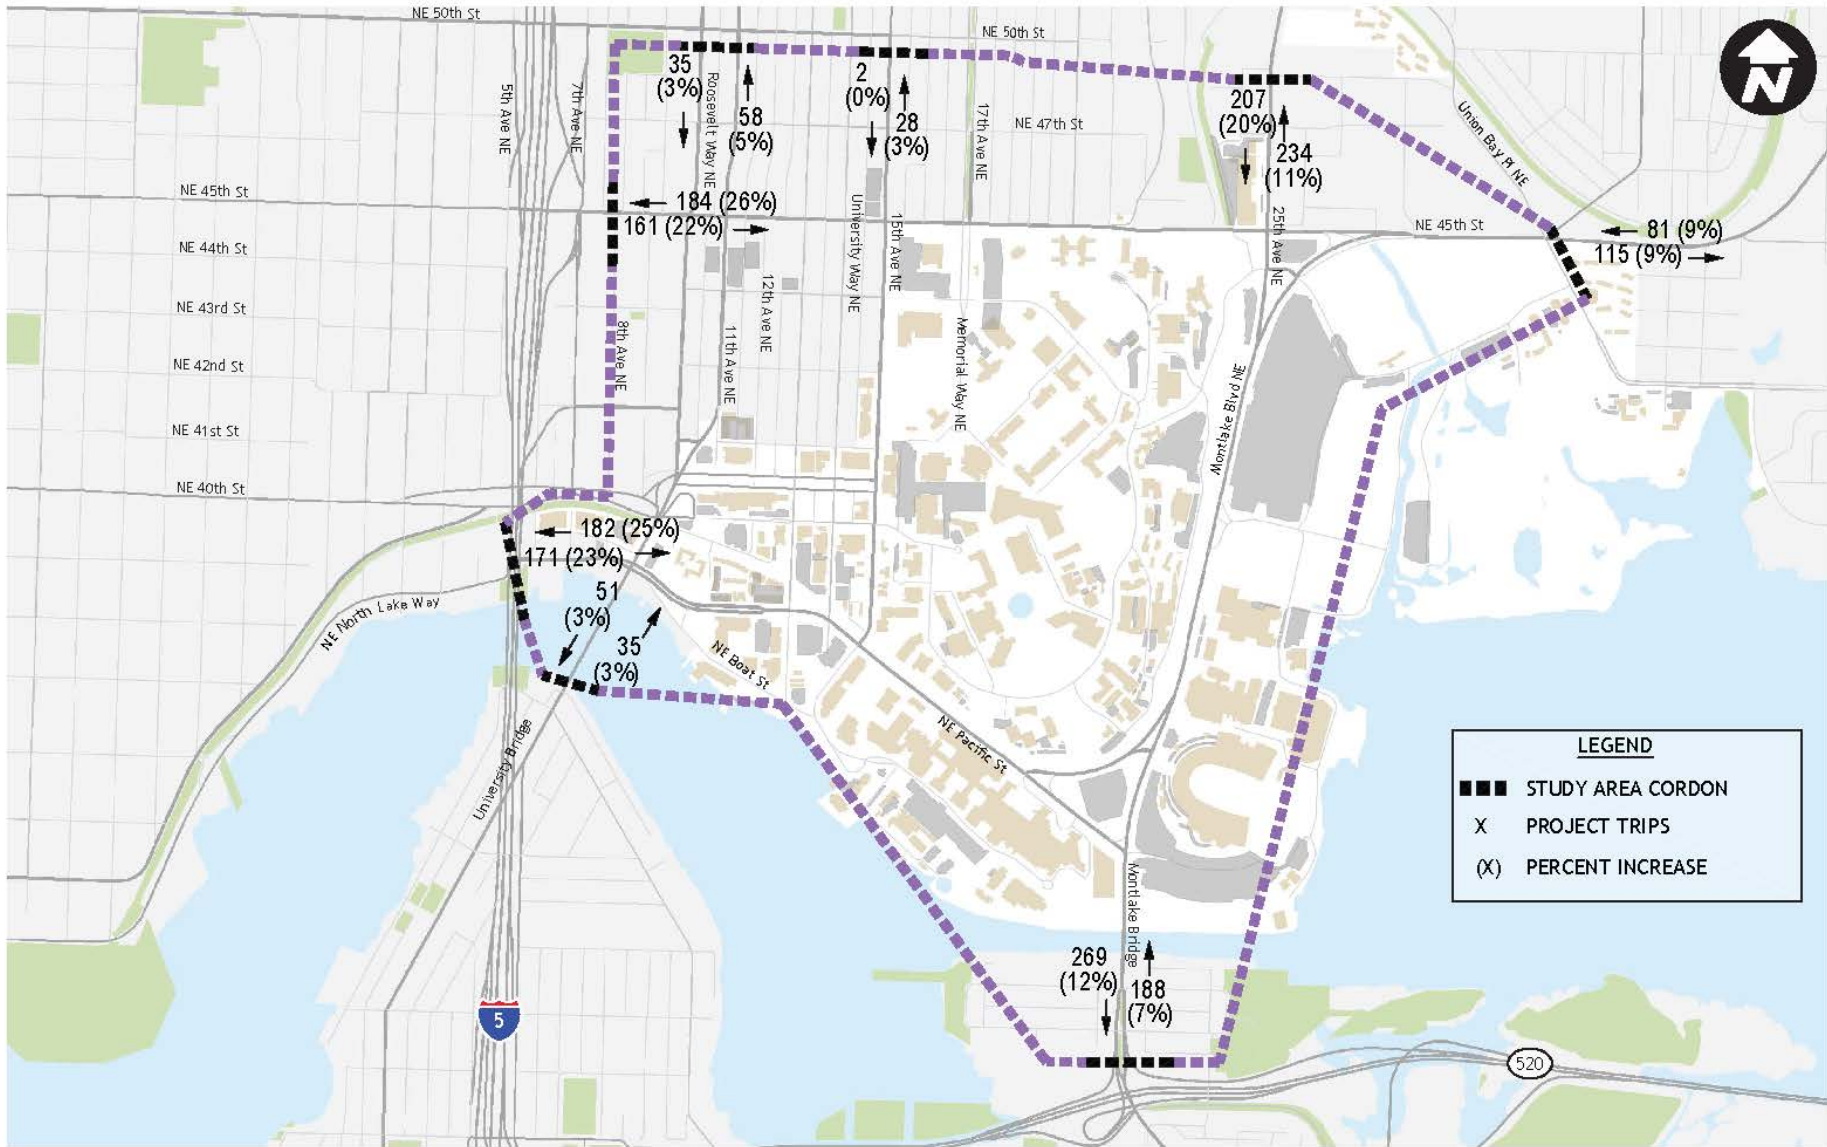 NE 50th St
NE 50th St
N
5th Ave NE
7th Ave NE
35
(3%)
Roosevelt Way NE
58
(5%)
2
(0%)
28
(3%)
17th Ave NE
NE 47th St
207
(20%)
234
(11%)
Union Bay Pl NE
NE 45th St
184 (26%)
161 (22%)
University Way NE
15th Ave NE
25th Ave NE
NE 45th St
81 (9%)
115 (9%)
NE 44th St
12th Ave NE
NE 43rd St
8th Ave NE
11th Ave NE
Memorial Way NE
NE 42nd St
Montlake Blvd NE
NE 41st St
NE 40th St
182 (25%)
171 (23%)
51
(3%)
35
(3%)
NE North Lake Way
NE Boat St
University Bridge
NE Pacific St
LEGEND
STUDY AREA CORDON
X PROJECT TRIPS
(X) PERCENT INCREASE
Montlake Bridge
269
(12%)
188
(7%)
5
520